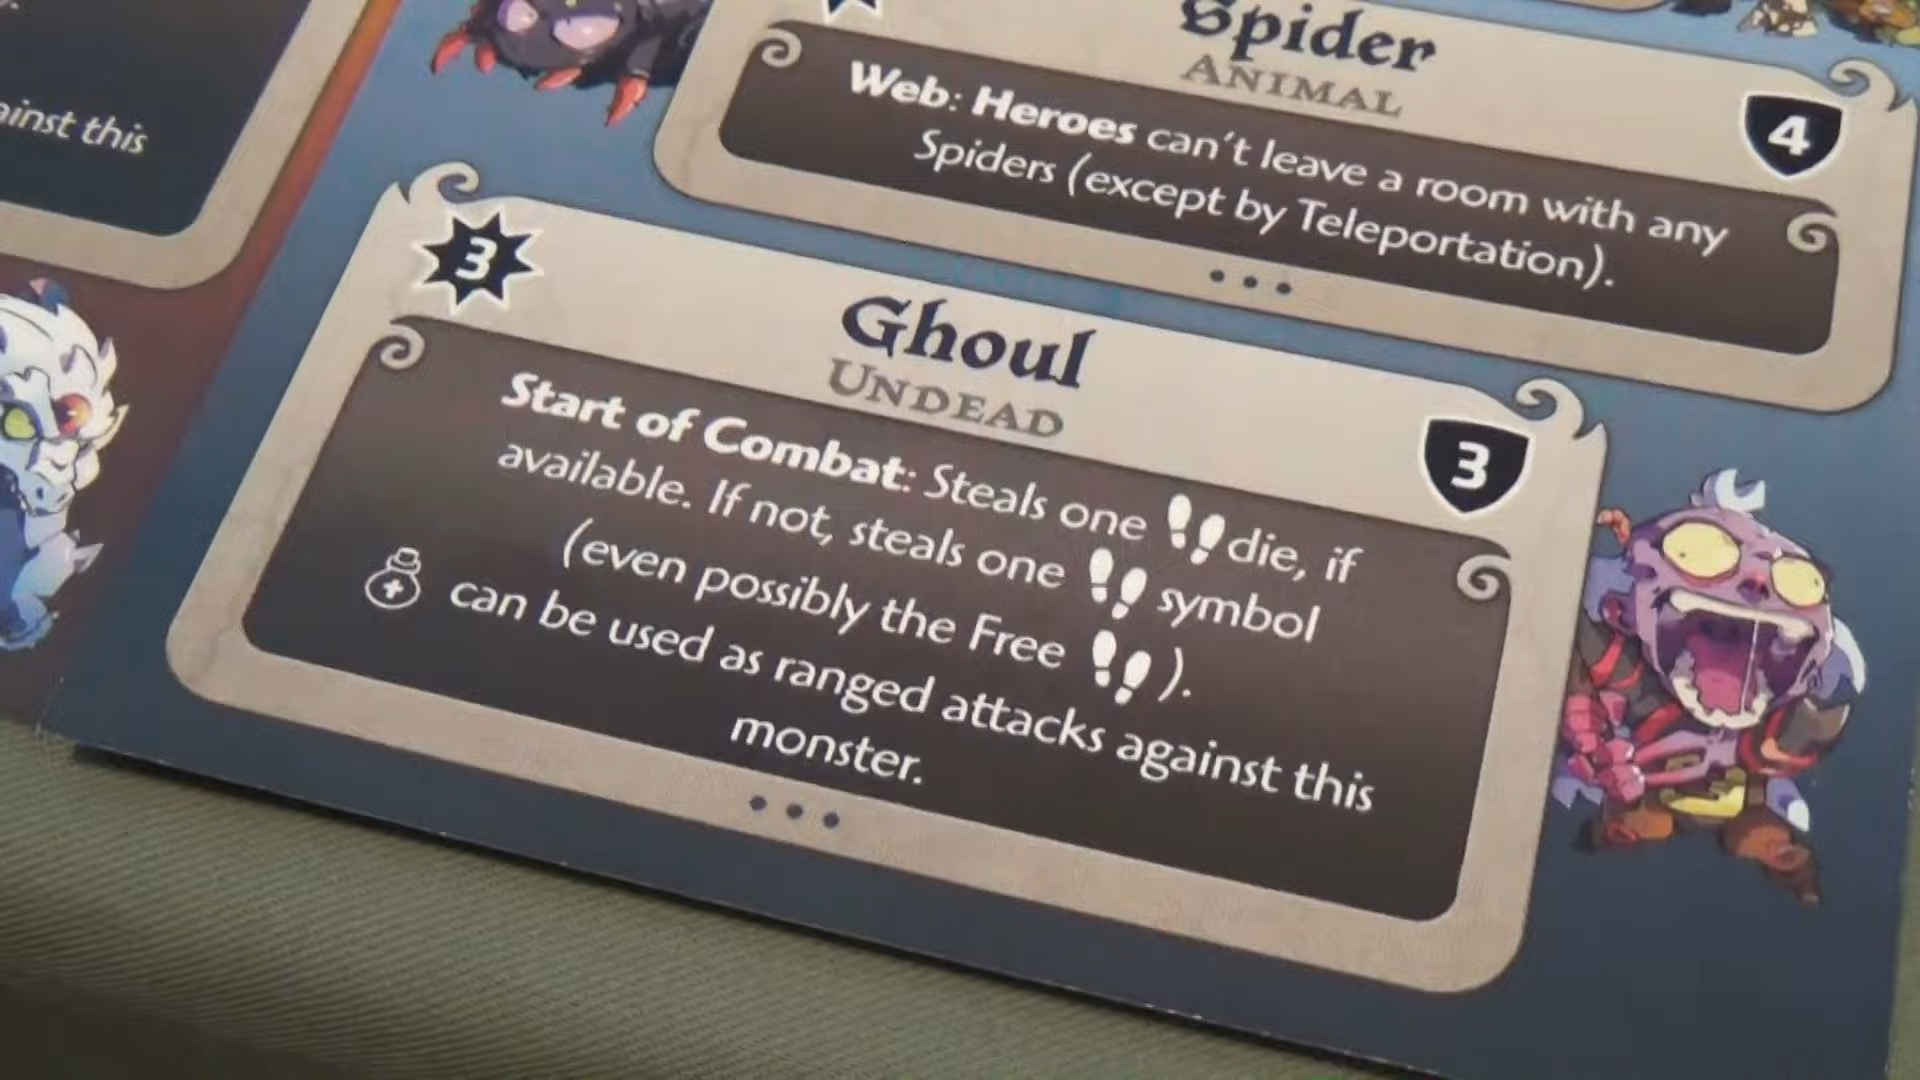 ainst this
Spider
ANIMAL
4
Web: Heroes can't leave a room with any
Spiders (except by Teleportation).
3
Ghoul
UNDEAD
3
Start of Combat: Steals one die, if
available. If not, steals one symbol
(even possibly the Free ).
can be used as ranged attacks against this
monster.